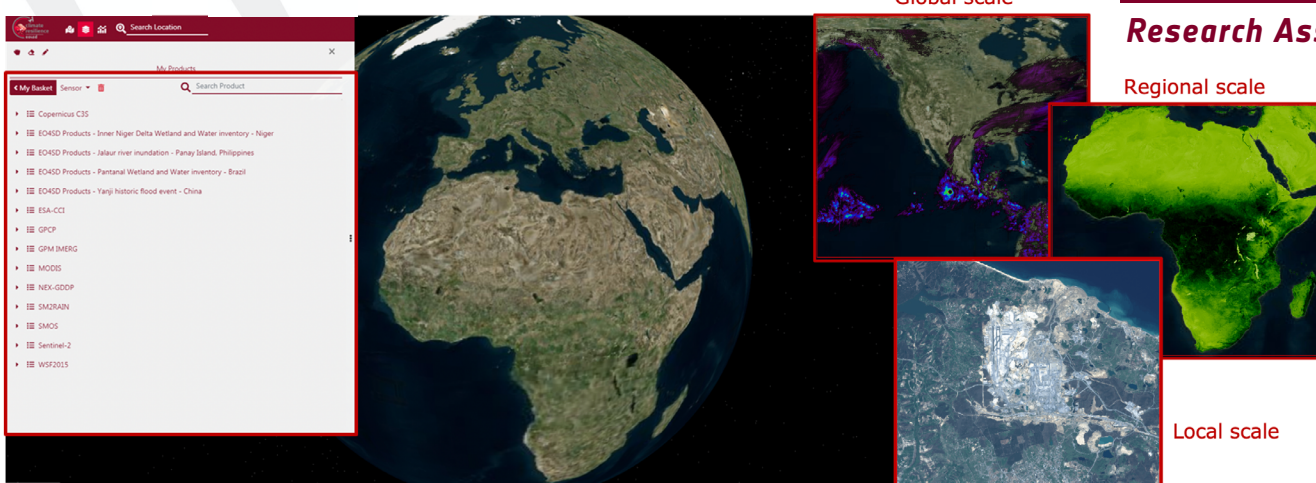 Global scale
Research Ass
Regional scale
climate
resilience
Search Location
My Products
My Basket
Sensor
Search Product
Copernicus C3S
EO4SD Products - Inner Niger Delta Wetland and Water inventory - Niger
EO4SD Products - Jalaur river inundation - Panay Island, Philippines
EO4SD Products - Pantanal Wetland and Water inventory - Brazil
EO4SD Products - Yanji historic flood event - China
ESA-CCI
GPCP
GPM IMERG
MODIS
NEX-GDDP
SM2RAIN
SMOS
Sentinel-2
WSF2015
Local scale